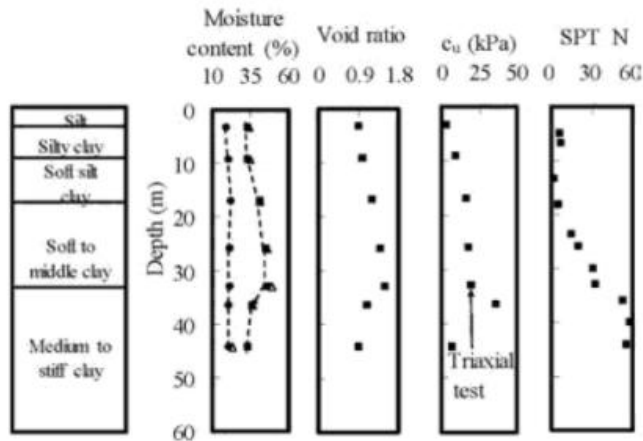 Moisture
content (%)
Void ratio
cu (kPa)
SPT N
10 35 60
0 0.9 1.8
0 25 50
0 30 60
Silt
Silty clay
Soft silt
clay
Soft to
middle clay
Medium to
stiff clay
Depth (m)
0
10
20
30
40
50
60
Triaxial
test